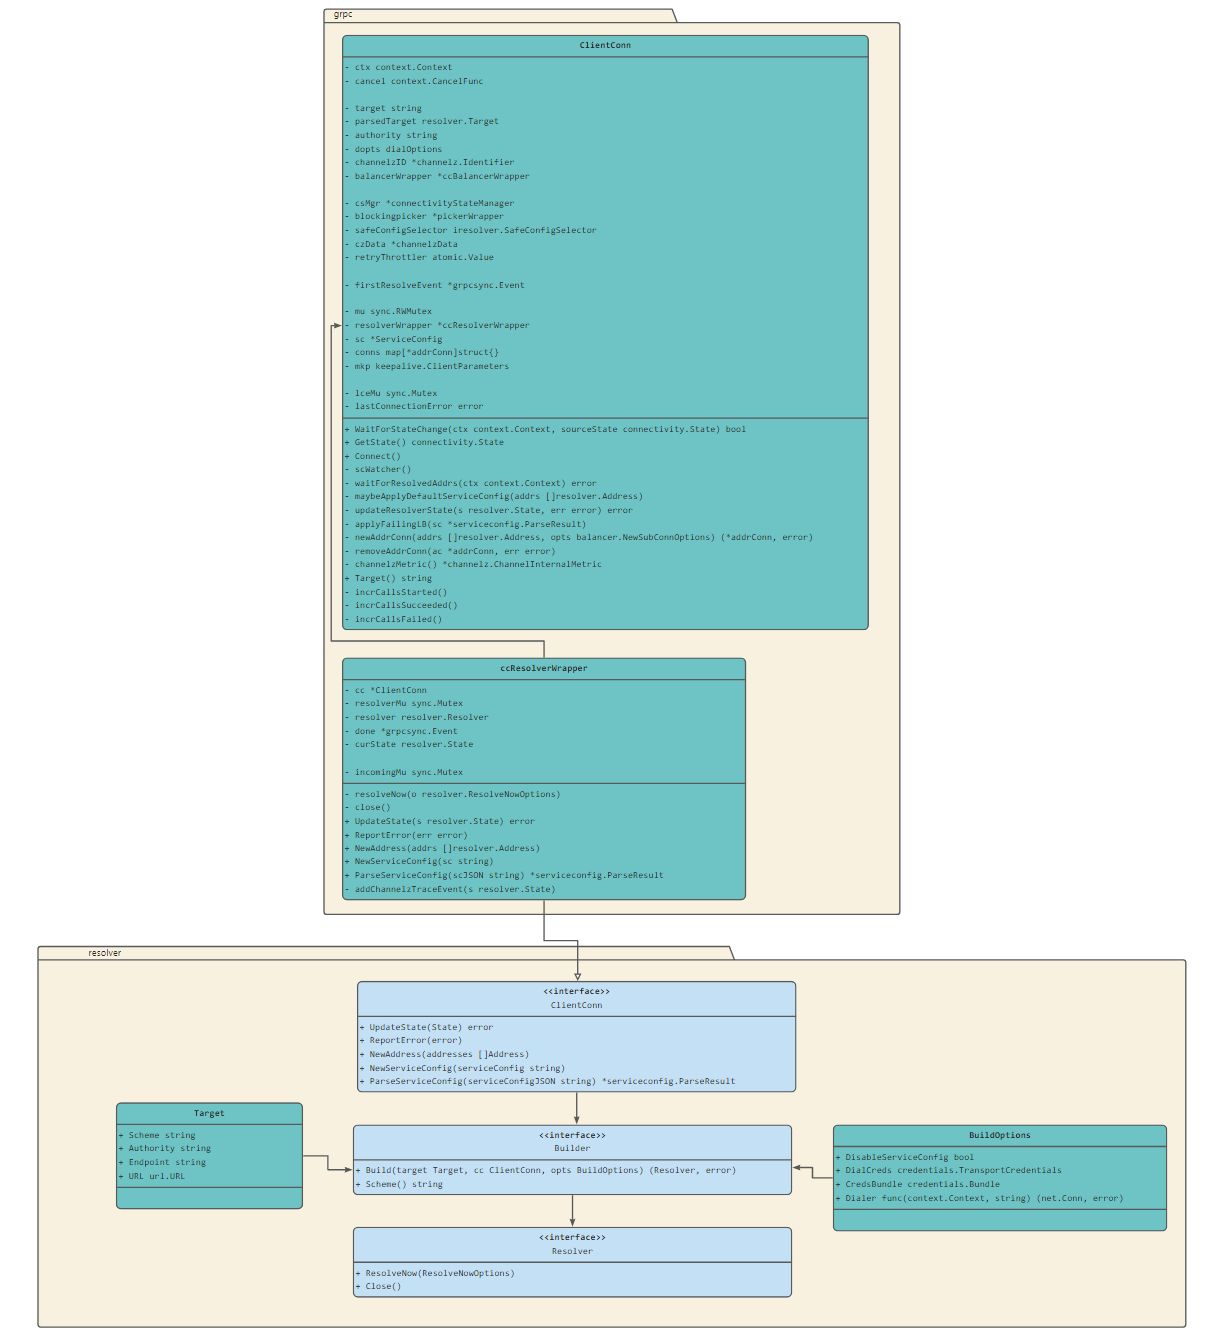 grpc
ClientConn
- ctx context.Context
- cancel context.CancelFunc
- target string
- parsedTarget resolver.Target
- authority string
- dopts dialOptions
- channelzID *channelz.Identifier
- balancerWrapper *ccBalancerWrapper
- csMgr *connectivityStateManager
- blockingpicker *pickerWrapper
- safeConfigSelector iresolver.SafeConfigSelector
- czData *channelzData
- retryThrottler atomic.Value
- firstResolveEvent *grpcsync.Event
- mu sync.RWMutex
- resolverWrapper *ccResolverWrapper
- sc *ServiceConfig
- conns map[*addrConn]struct{}
- mkp keepalive.ClientParameters
- lceMu sync.Mutex
- lastConnectionError error
+ WaitForStateChange(ctx context.Context, sourceState connectivity.State) bool
+ GetState() connectivity.State
+ Connect()
- scWatcher()
- waitForResolvedAddrs(ctx context.Context) error
- maybeApplyDefaultServiceConfig(addrs []resolver.Address)
- updateResolverState(s resolver.State, err error) error
- applyFailingLB(sc *serviceconfig.ParseResult)
- newAddrConn(addrs []resolver.Address, opts balancer.NewSubConnOptions) (*addrConn, error)
- removeAddrConn(ac *addrConn, err error)
- channelzMetric() *channelz.ChannelInternalMetric
+ Target() string
- incrCallsStarted()
- incrCallsSucceeded()
- incrCallsFailed()
ccResolverWrapper
- cc *ClientConn
- resolverMu sync.Mutex
- resolver resolver.Resolver
- done *grpcsync.Event
- curState resolver.State
- incomingMu sync.Mutex
- resolveNow(o resolver.ResolveNowOptions)
- close()
+ UpdateState(s resolver.State) error
+ ReportError(err error)
+ NewAddress(addrs []resolver.Address)
+ NewServiceConfig(sc string)
+ ParseServiceConfig(scJSON string) *serviceconfig.ParseResult
- addChannelzTraceEvent(s resolver.State)
resolver
<<interface>>
ClientConn
+ UpdateState(State) error
+ ReportError(error)
+ NewAddress(addresses []Address)
+ NewServiceConfig(serviceConfig string)
+ ParseServiceConfig(serviceConfigJSON string) *serviceconfig.ParseResult
Target
+ Scheme string
+ Authority string
+ Endpoint string
+ URL url.URL
<<interface>>
Builder
+ Build(target Target, cc ClientConn, opts BuildOptions) (Resolver, error)
+ Scheme() string
BuildOptions
+ DisableServiceConfig bool
+ DialCreds credentials.TransportCredentials
+ CredsBundle credentials.Bundle
+ Dialer func(context.Context, string) (net.Conn, error)
<<interface>>
Resolver
+ ResolveNow(ResolveNowOptions)
+ Close()